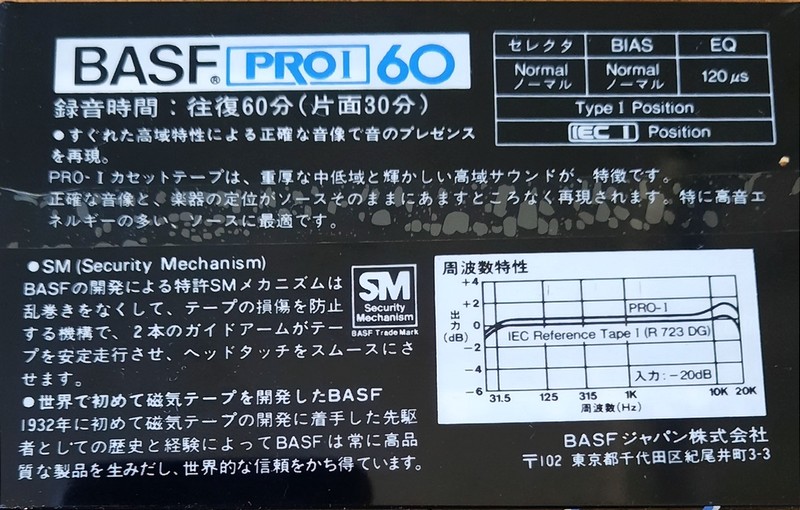 BASF® PRO I 60
セレクタ BIAS EQ
Normal ノーマル Normal ノーマル 120μs
Type I Position
IEC I Position
録音時間：往復60分(片面30分)
●すぐれた高域特性による正確な音像で音のプレゼンス
を再現。
PRO-Iカセットテープは、重厚な中低域と輝かしい高域サウンドが、特徴です。
正確な音像と、楽器の定位がソースそのままにあますところなく再現されます。特に高音エ
ネルギーの多い、ソースに最適です。
●SM (Security Mechanism)
BASFの開発による特許SMメカニズムは
乱巻きをなくして、テープの損傷を防止
する機構で、2本のガイドアームがテー
プを安定走行させ、ヘッドタッチをスムースにさ
せます。
SM
Security
Mechanism
BASF Trade Mark
●世界で初めて磁気テープを開発したBASF
1932年に初めて磁気テープの開発に着手した先駆
者としての歴史と経験によってBASFは常に高品
質な製品を生みだし、世界的な信頼をかち得ています。
周波数特性
出力(dB)
+4
+2
0
−2
−4
−6
PRO-I
IEC Reference Tape I (R 723 DG)
入力：−20dB
31.5 125 315 1K 10K 20K
周波数(Hz)
BASFジャパン株式会社
〒102 東京都千代田区紀尾井町3-3